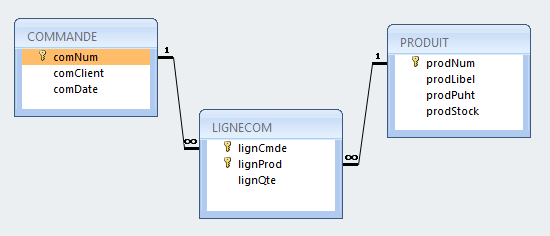 COMMANDE
comNum
comClient
comDate
1
∞
LIGNECOM
lignCmde
lignProd
lignQte
∞
1
PRODUIT
prodNum
prodLibel
prodPuht
prodStock